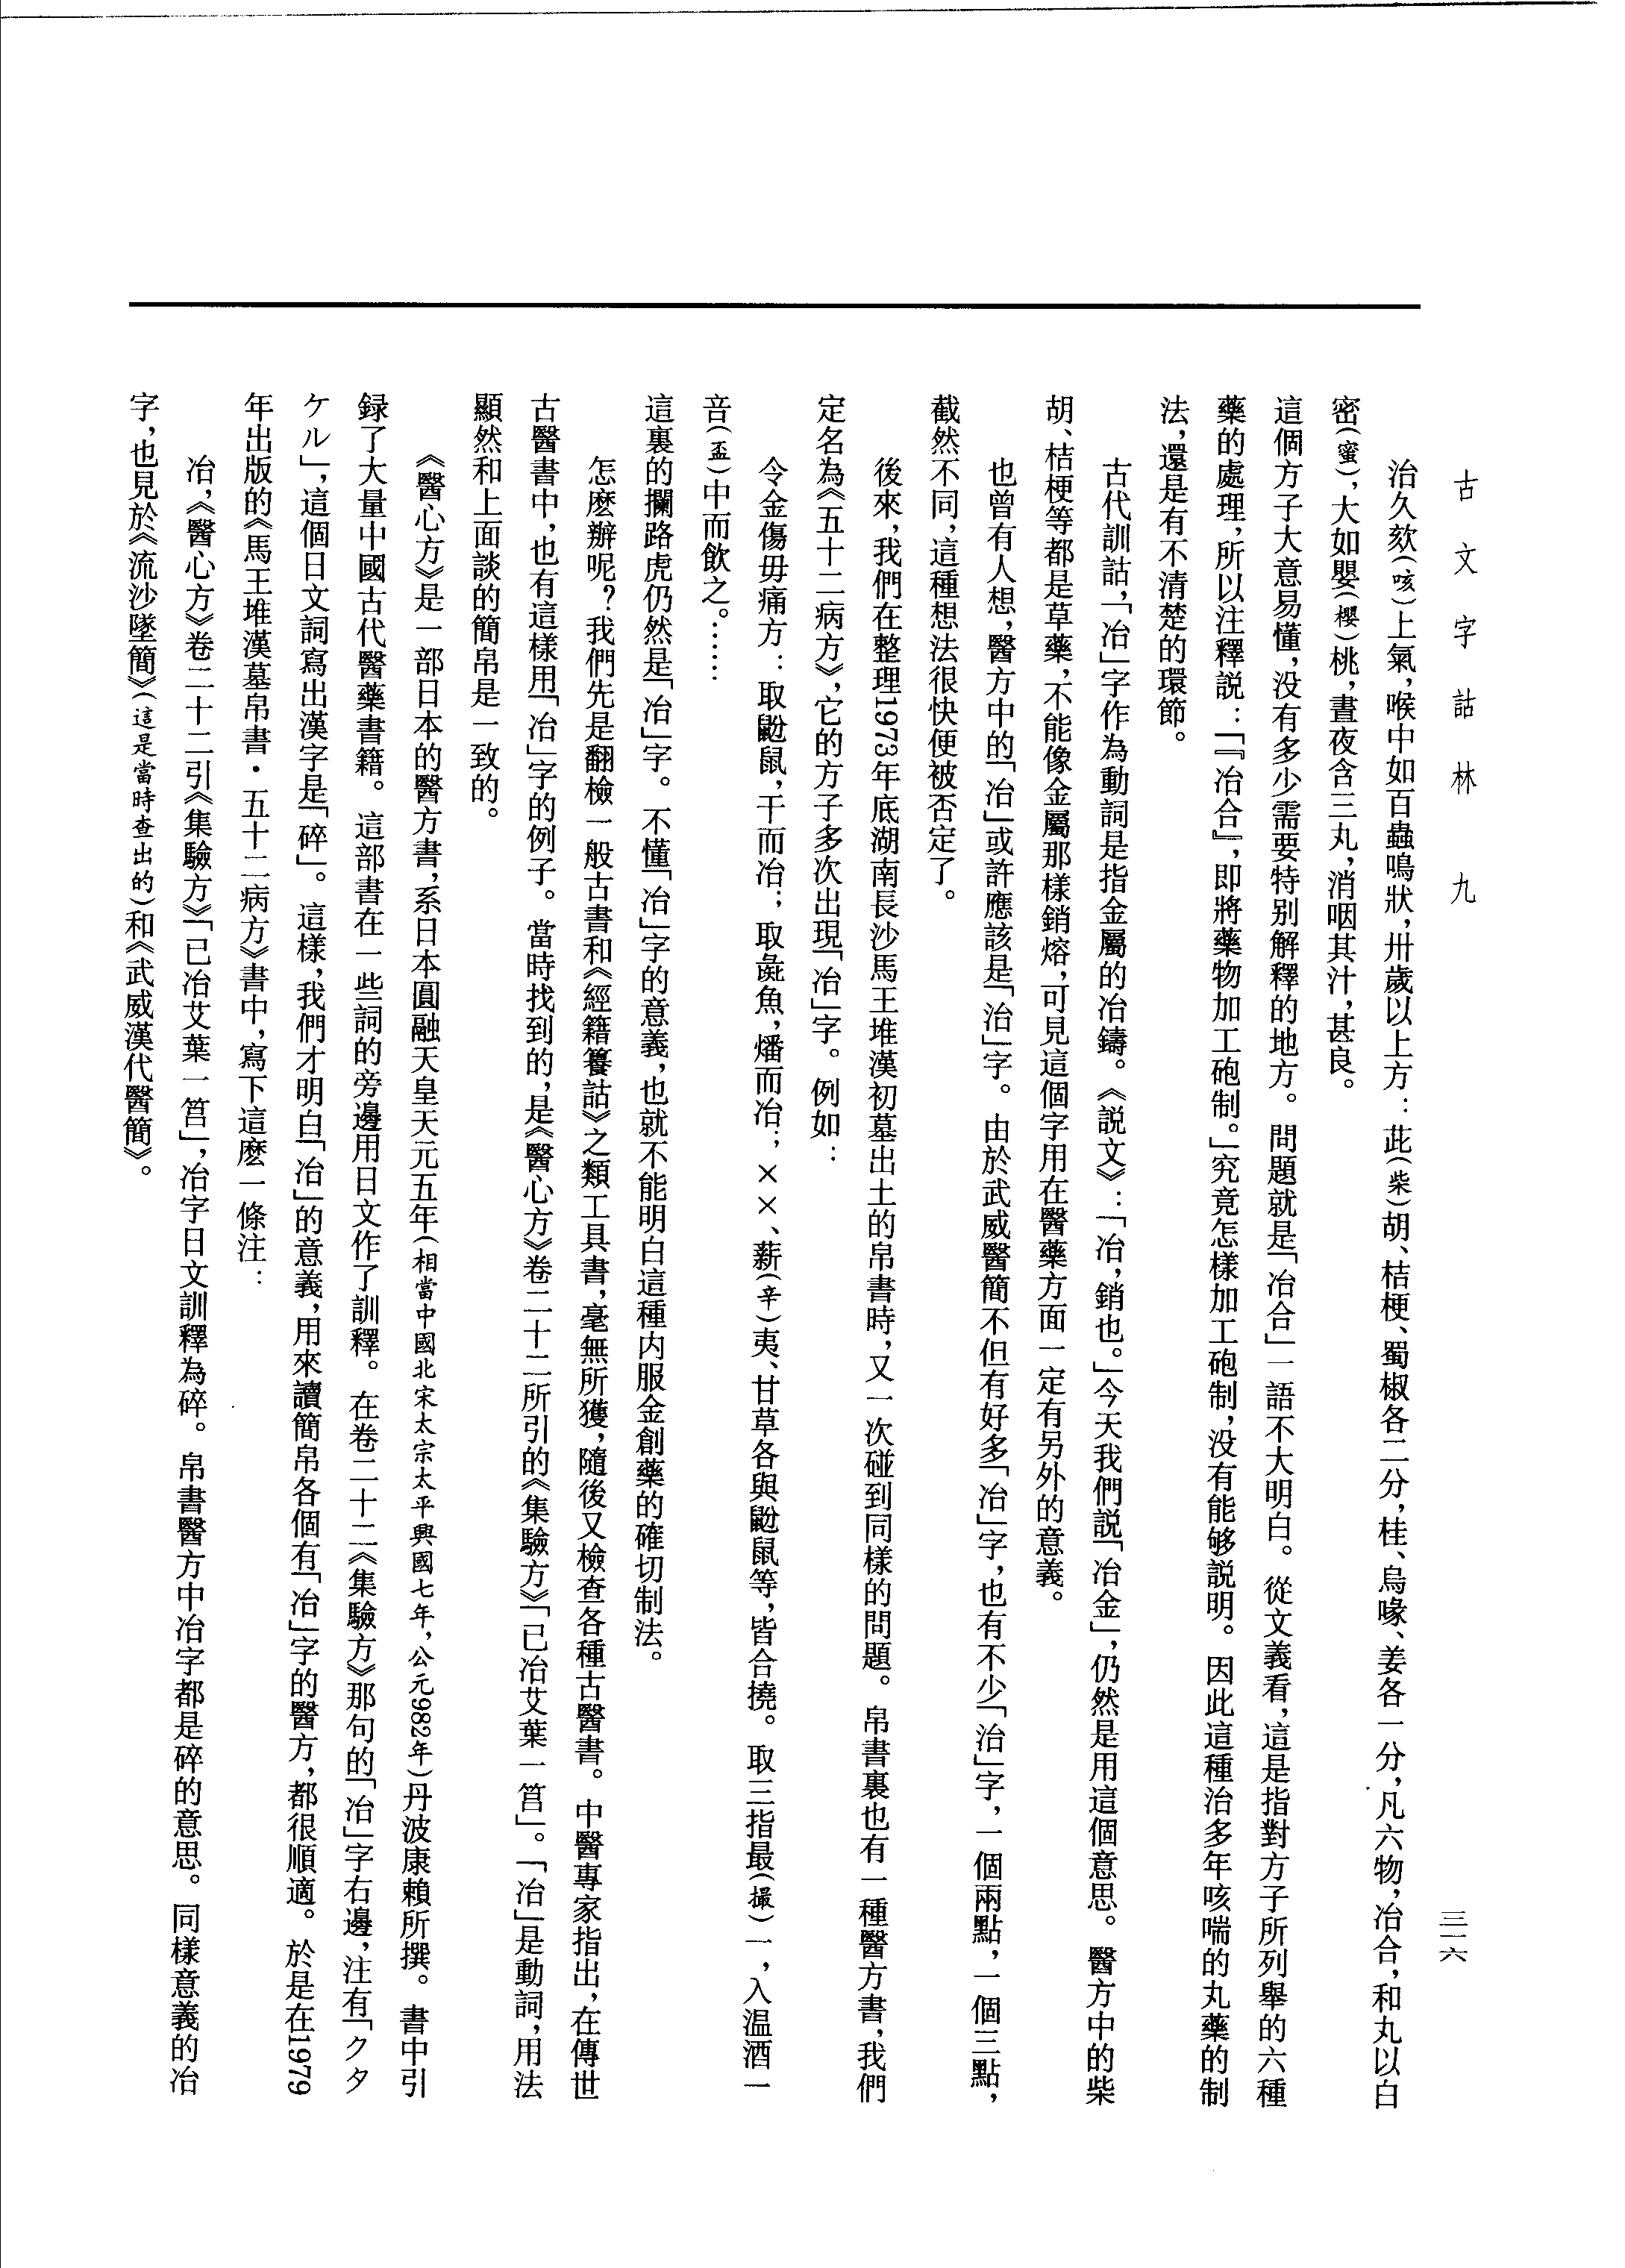 古文字詁林 九
三一六
治久欬(咳)上氣，喉中如百蟲鳴狀，卅歲以上方：茈(柴)胡、桔梗、蜀椒各二分，桂、烏喙、姜各一分，凡六物，冶合，和丸以白
密(蜜)，大如嬰(櫻)桃，晝夜含三丸，消咽其汁，甚良。
這個方子大意易懂，没有多少需要特别解釋的地方。問題就是「冶合」一語不大明白。從文義看，這是指對方子所列舉的六種
藥的處理，所以注釋説：「『冶合』，即將藥物加工砲制。」究竟怎樣加工砲制，没有能够説明。因此這種治多年咳喘的丸藥的制
法，還是有不清楚的環節。
古代訓詁，「冶」字作為動詞是指金屬的冶鑄。《説文》：「冶，銷也。」今天我們説「冶金」，仍然是用這個意思。醫方中的柴
胡、桔梗等都是草藥，不能像金屬那樣銷熔，可見這個字用在醫藥方面一定有另外的意義。
也曾有人想，醫方中的「冶」或許應該是「治」字。由於武威醫簡不但有好多「冶」字，也有不少「治」字，一個兩點，一個三點，
截然不同，這種想法很快便被否定了。
後來，我們在整理1973年底湖南長沙馬王堆漢初墓出土的帛書時，又一次碰到同樣的問題。帛書裏也有一種醫方書，我們
定名為《五十二病方》，它的方子多次出現「冶」字。例如：
令金傷毋痛方：取鼢鼠，干而冶；取彘魚，燔而冶；××、薪(辛)夷、甘草各與鼢鼠等，皆合撓。取三指最(撮)一，入温酒一
音(盃)中而飲之。……
這裏的攔路虎仍然是「冶」字。不懂「冶」字的意義，也就不能明白這種内服金創藥的確切制法。
怎麽辦呢？我們先是翻檢一般古書和《經籍籑詁》之類工具書，毫無所獲，隨後又檢查各種古醫書。中醫專家指出，在傳世
古醫書中，也有這樣用「冶」字的例子。當時找到的，是《醫心方》卷二十二所引的《集驗方》「已冶艾葉一筥」。「冶」是動詞，用法
顯然和上面談的簡帛是一致的。
《醫心方》是一部日本的醫方書，系日本圓融天皇天元五年(相當中國北宋太宗太平興國七年，公元982年)丹波康賴所撰。書中引
録了大量中國古代醫藥書籍。這部書在一些詞的旁邊用日文作了訓釋。在卷二十二《集驗方》那句的「冶」字右邊，注有「クタ
ケル」，這個日文詞寫出漢字是「碎」。這樣，我們才明白「冶」的意義，用來讀簡帛各個有「冶」字的醫方，都很順適。於是在1979
年出版的《馬王堆漢墓帛書·五十二病方》書中，寫下這麽一條注：
冶，《醫心方》卷二十二引《集驗方》「已冶艾葉一筥」，冶字日文訓釋為碎。帛書醫方中冶字都是碎的意思。同樣意義的冶
字，也見於《流沙墜簡》(這是當時查出的)和《武威漢代醫簡》。